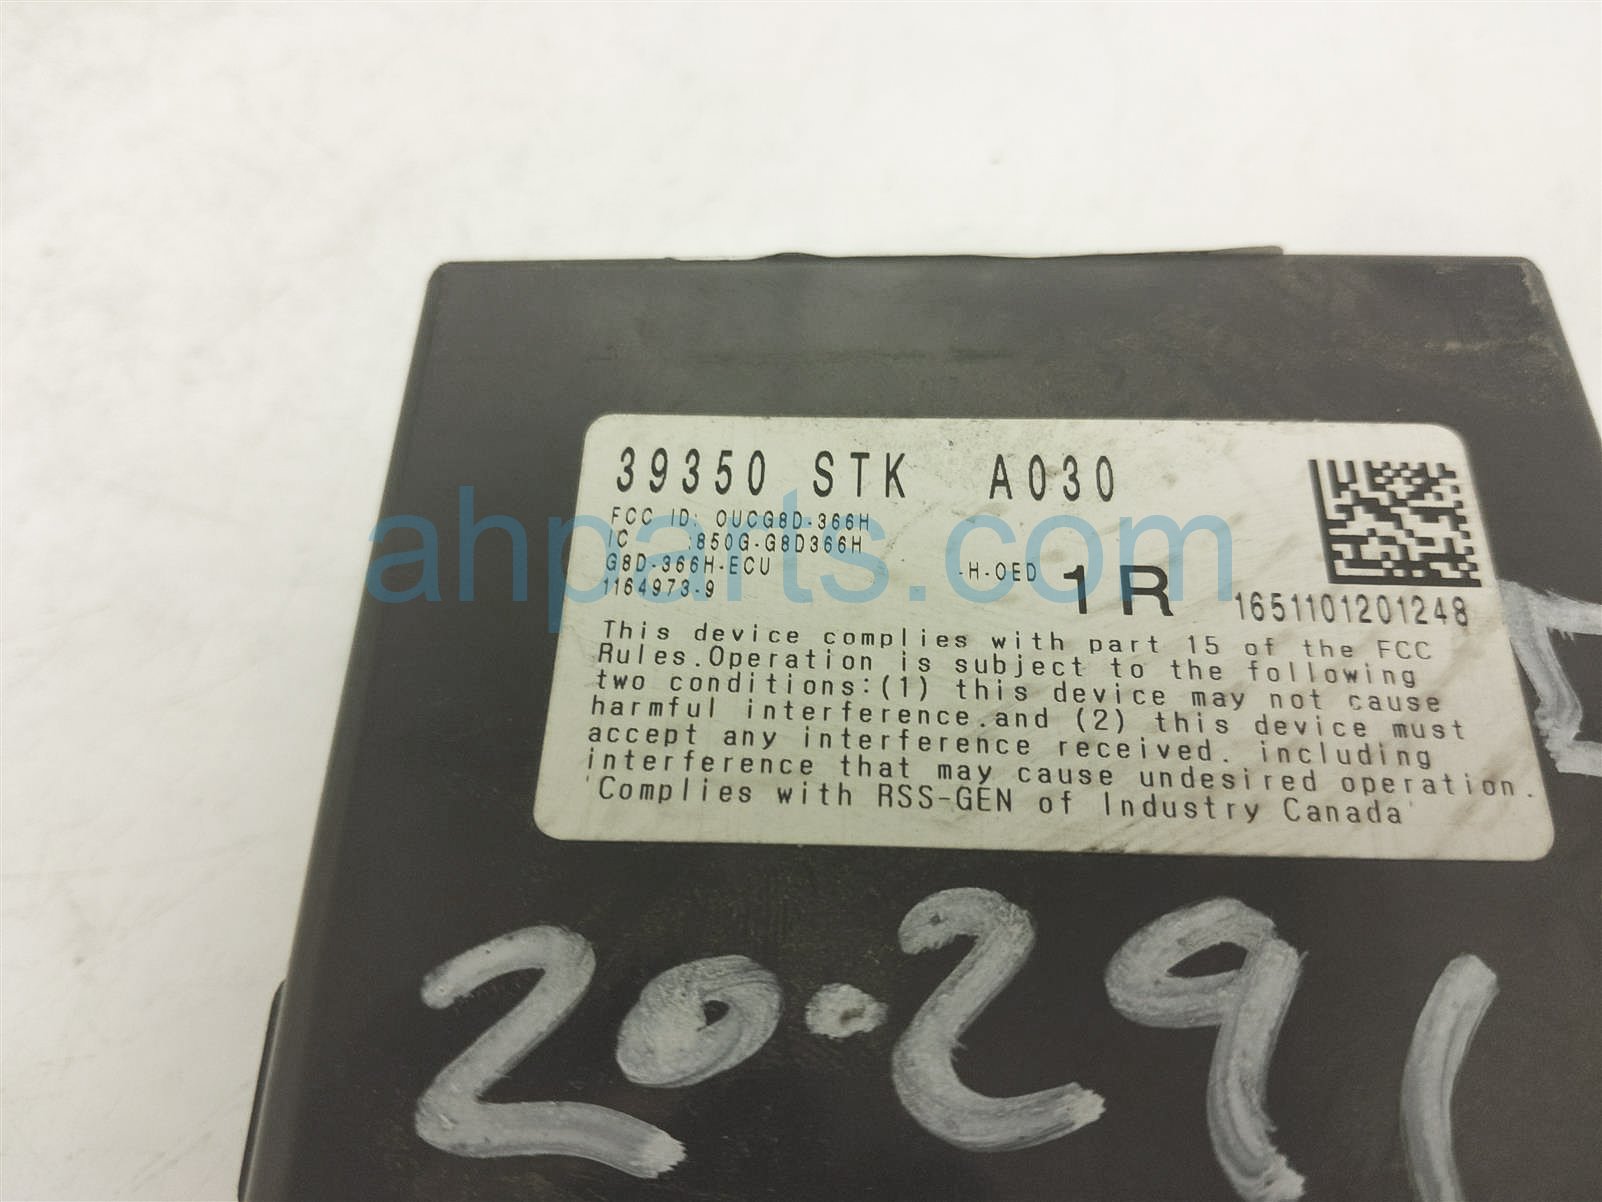 39350 STK A030
FCC ID: OUCG8D-366H
IC :850G-G8D366H
G8D-366H-ECU -H-OED 1R
1164973-9 1651101201248
This device complies with part 15 of the FCC
Rules.Operation is subject to the following
two conditions:(1) this device may not cause
harmful interference.and (2) this device must
accept any interference received. including
interference that may cause undesired operation.
'Complies with RSS-GEN of Industry Canada'
ahparts.com
20.291